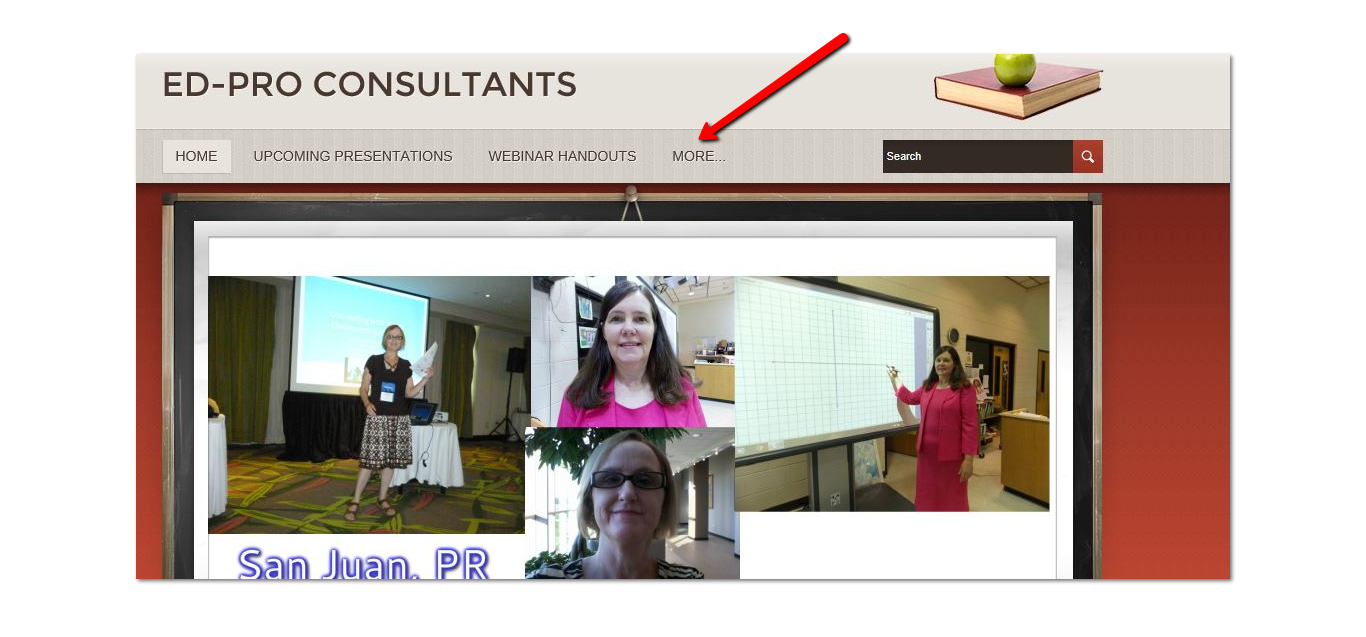 ED-PRO CONSULTANTS
HOME UPCOMING PRESENTATIONS WEBINAR HANDOUTS MORE... Search
San Juan, PR